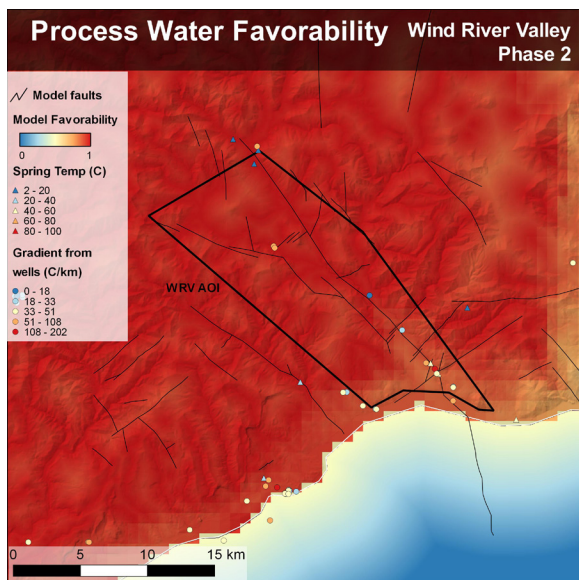 Process Water Favorability
Wind River Valley
Phase 2
Model faults
Model Favorability
0 1
Spring Temp (C)
2 - 20
20 - 40
40 - 60
60 - 80
80 - 100
Gradient from
wells (C/km)
0 - 18
18 - 33
33 - 51
51 - 108
108 - 202
WRV AOI
0 5 10 15 km